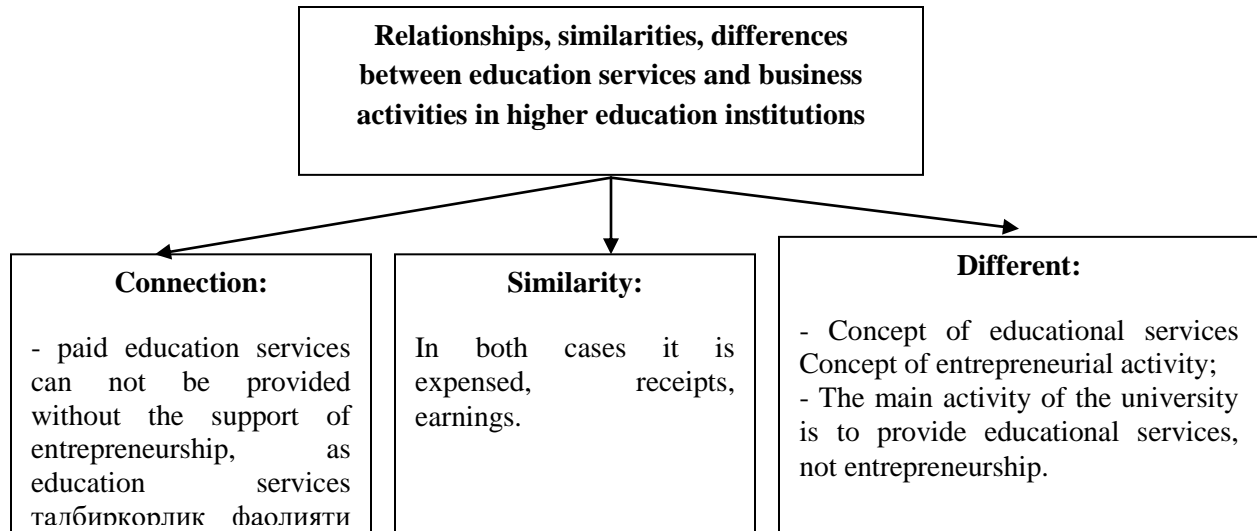 Relationships, similarities, differences
between education services and business
activities in higher education institutions
Connection:
- paid education services
can not be provided
without the support of
entrepreneurship, as
education services
тадбиркорлик фаолияти
Similarity:
In both cases it is
expensed, receipts,
earnings.
Different:
- Concept of educational services
Concept of entrepreneurial activity;
- The main activity of the university
is to provide educational services,
not entrepreneurship.